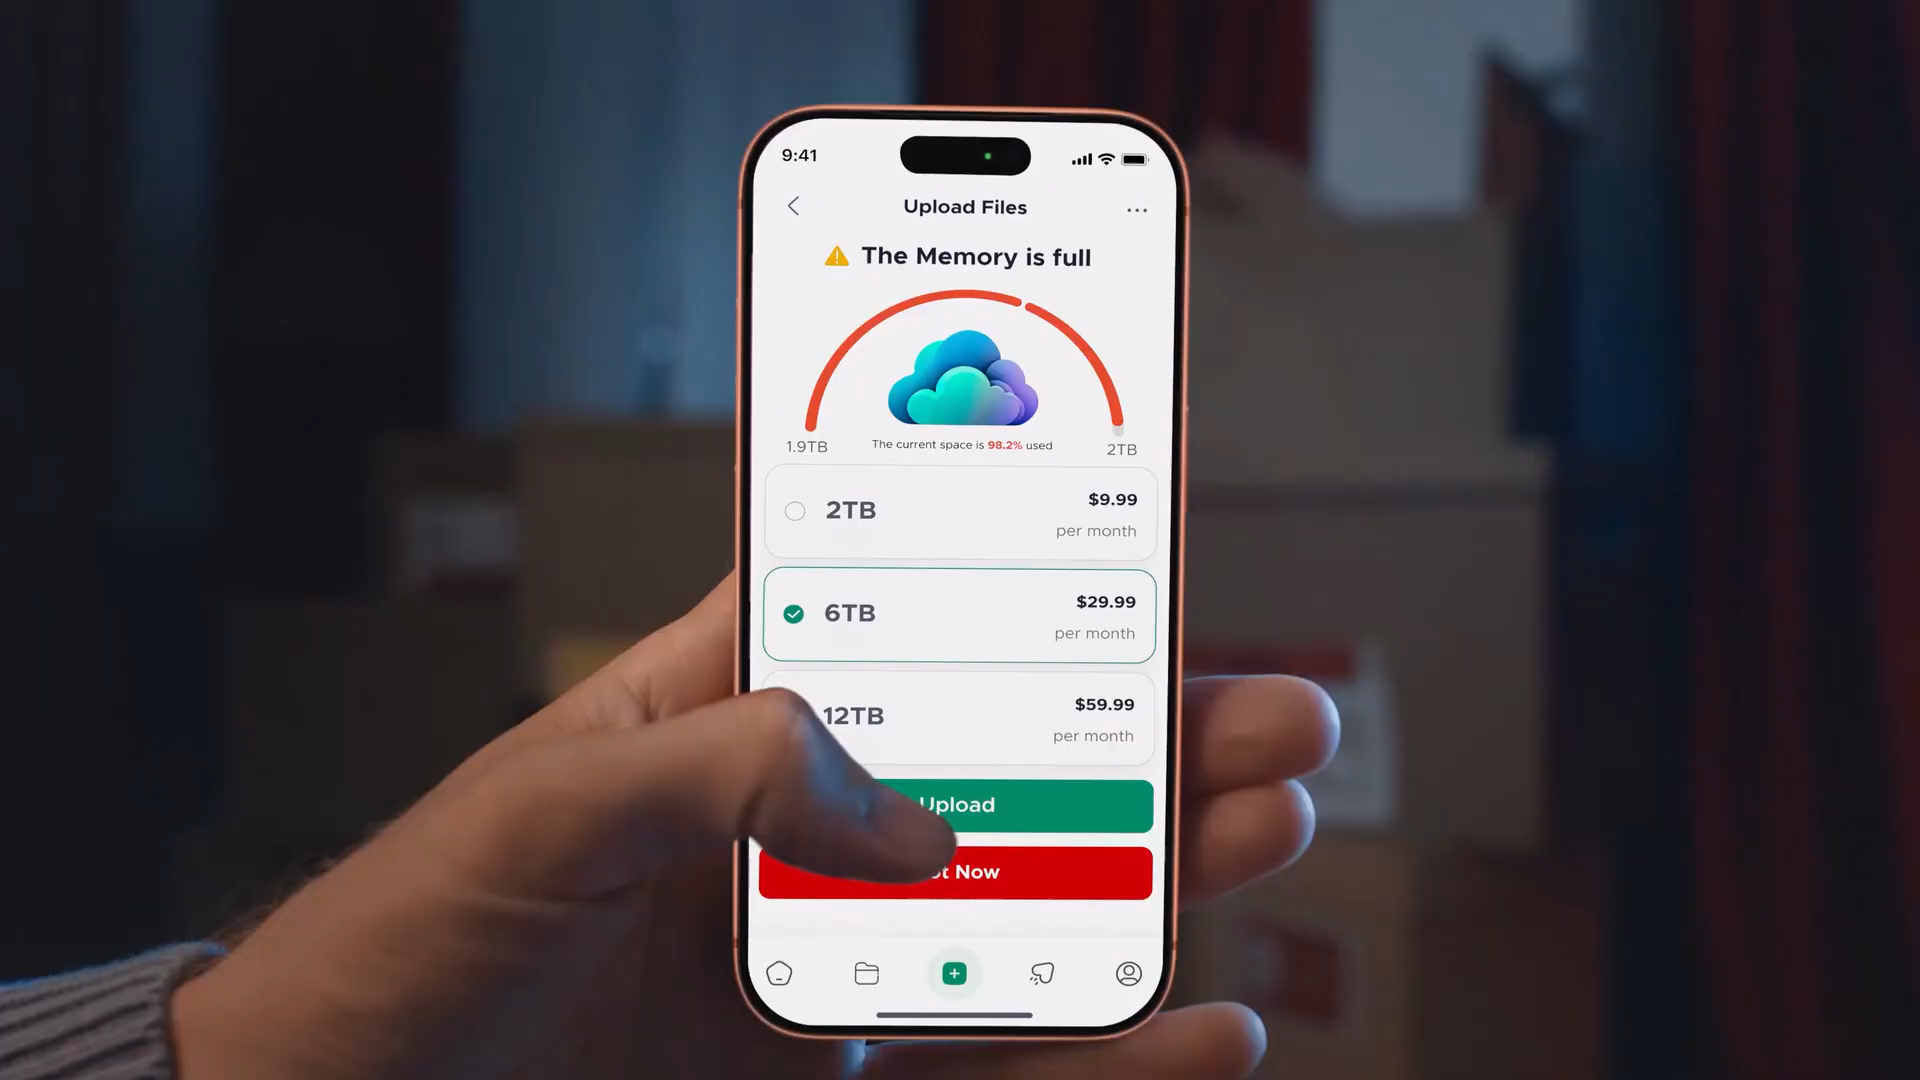 9:41
Upload Files
The Memory is full
1.9TB
The current space is 98.2% used
2TB
2TB
$9.99
per month
6TB
$29.99
per month
12TB
$59.99
per month
Upload
Now